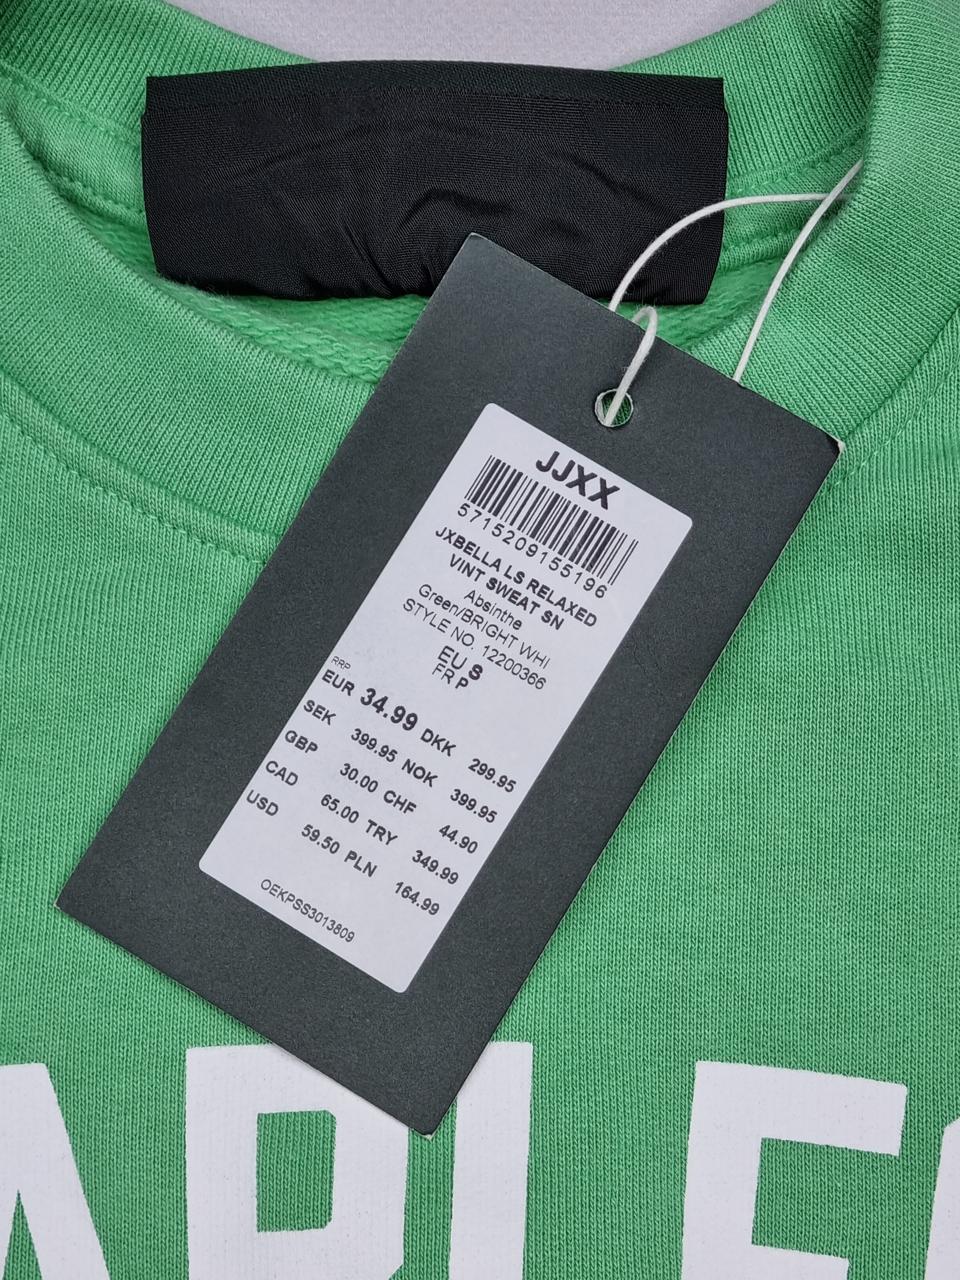 JJXX
5715209155196
JXBELLA LS RELAXED
VINT SWEAT SN
Absinthe
Green/BRIGHT WHI
STYLE NO. 12200366
EU S
FR P
RRP
EUR 34.99 DKK 299.95
SEK 399.95 NOK 399.95
GBP 30.00 CHF 44.90
CAD 65.00 TRY 349.99
USD 59.50 PLN 164.99
OEKPSS3013809